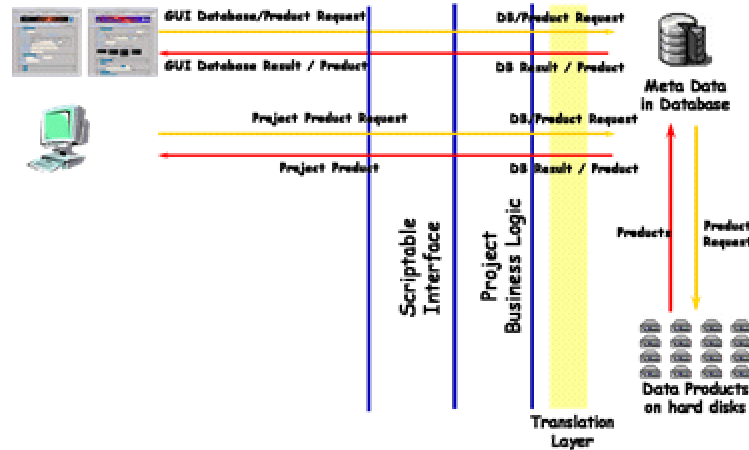 GUI Database/Product Request
DB/Product Request
GUI Database Result / Product
DB Result / Product
Meta Data
in Database
Project Product Request
DB/Product Request
Project Product
DB Result / Product
Scriptable
Interface
Project
Business Logic
Products
Product
Request
Data Products
on hard disks
Translation
Layer